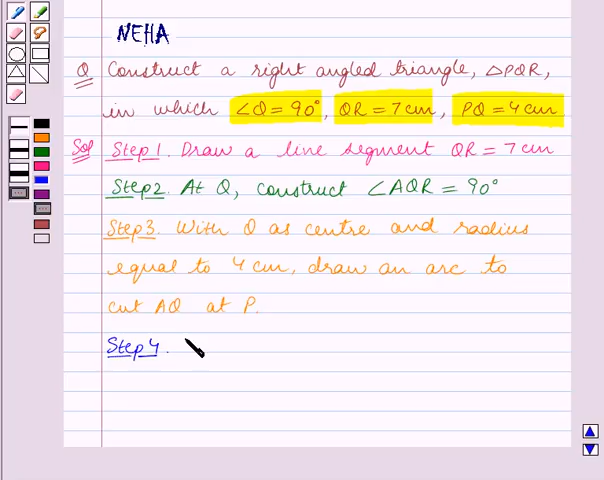 NEHA
Q Construct a right angled triangle, △PQR,
in which ∠Q = 90°, QR = 7 cm, PQ = 4 cm
Sol Step 1. Draw a line segment QR = 7 cm
Step 2. At Q, construct ∠AQR = 90°
Step 3. With Q as centre and radius
equal to 4 cm, draw an arc to
cut AQ at P.
Step 4.